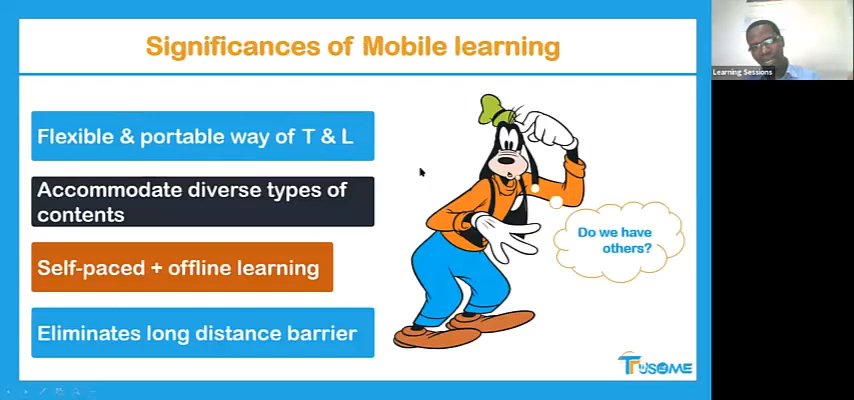 Significances of Mobile learning
Learning Sessions
Flexible & portable way of T & L
Accommodate diverse types of
contents
Self-paced + offline learning
Do we have
others?
Eliminates long distance barrier
TUSOME